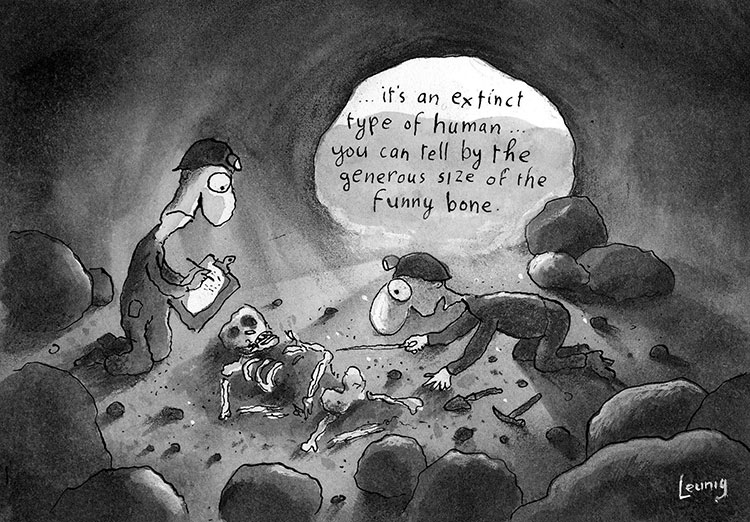 ... it's an extinct
type of human ...
you can tell by the
generous size of the
funny bone.
Leunig